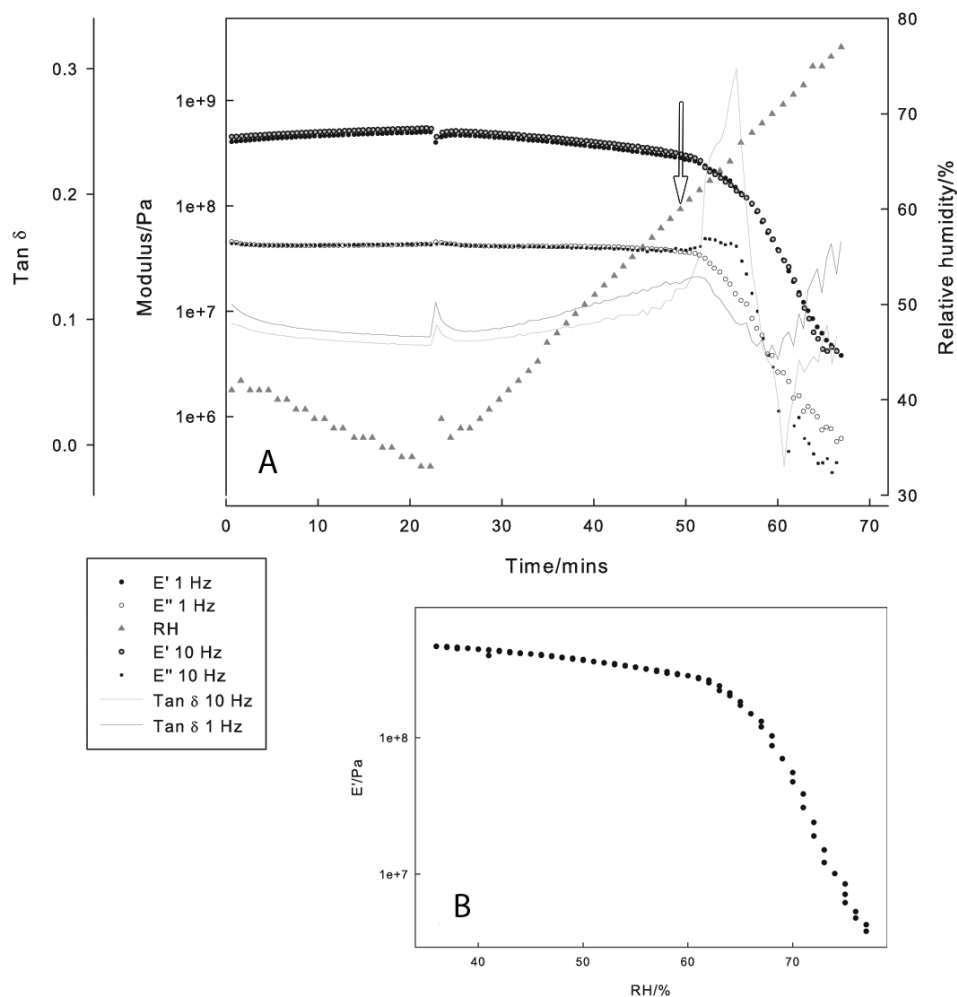 80
0.3
1e+9
70
0.2
1e+8
60
Tan δ
Modulus/Pa
Relative humidity/%
0.1
1e+7
50
40
1e+6
0.0
A
30
0 10 20 30 40 50 60 70
Time/mins
E' 1 Hz
E'' 1 Hz
RH
E' 10 Hz
E'' 10 Hz
Tan δ 10 Hz
Tan δ 1 Hz
1e+8
E'/Pa
1e+7
B
40 50 60 70
RH/%